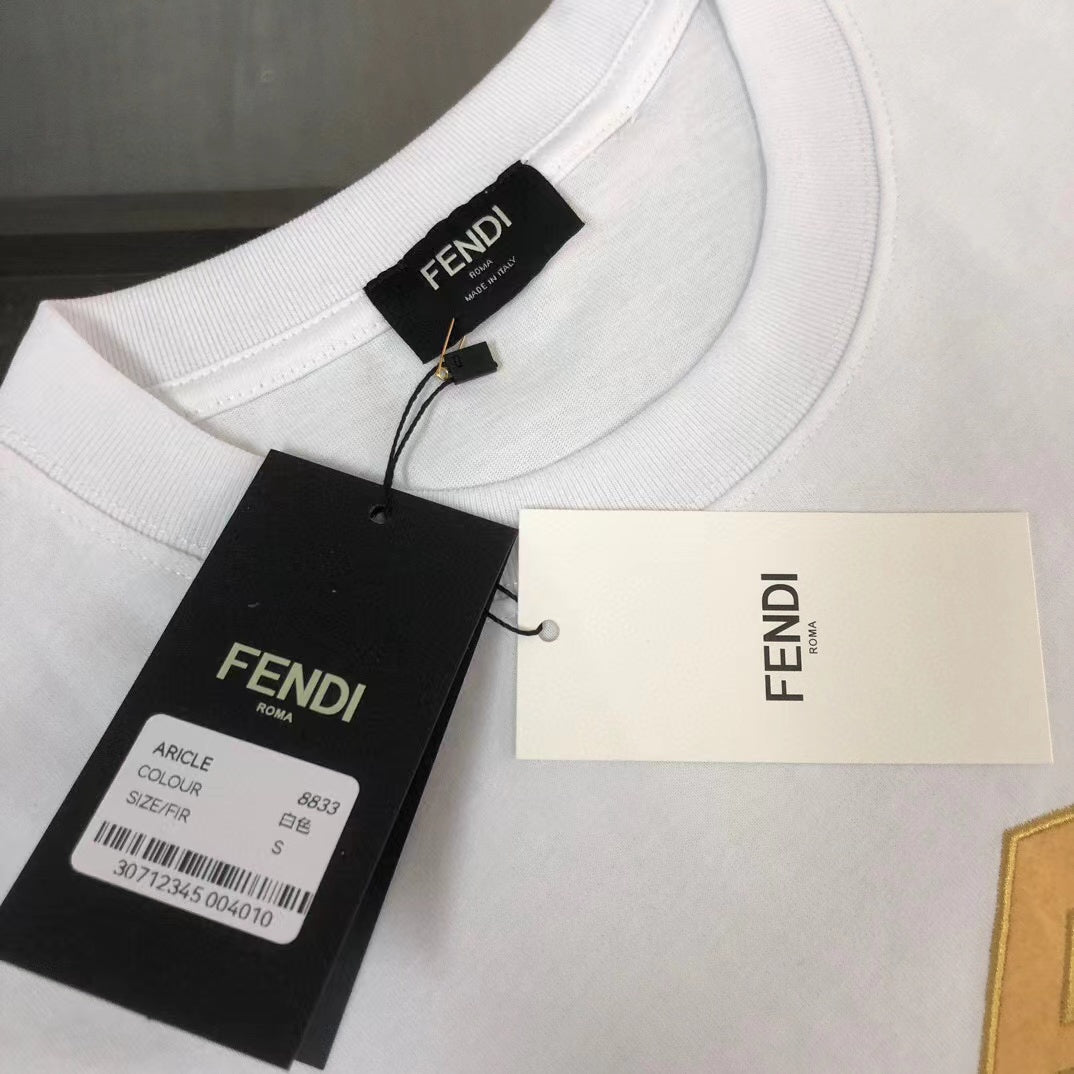 FENDI
ROMA
MADE IN ITALY
FENDI
ROMA
ARICLE 8833
COLOUR 白色
SIZE/FIR S
30712345 004010
FENDI
ROMA